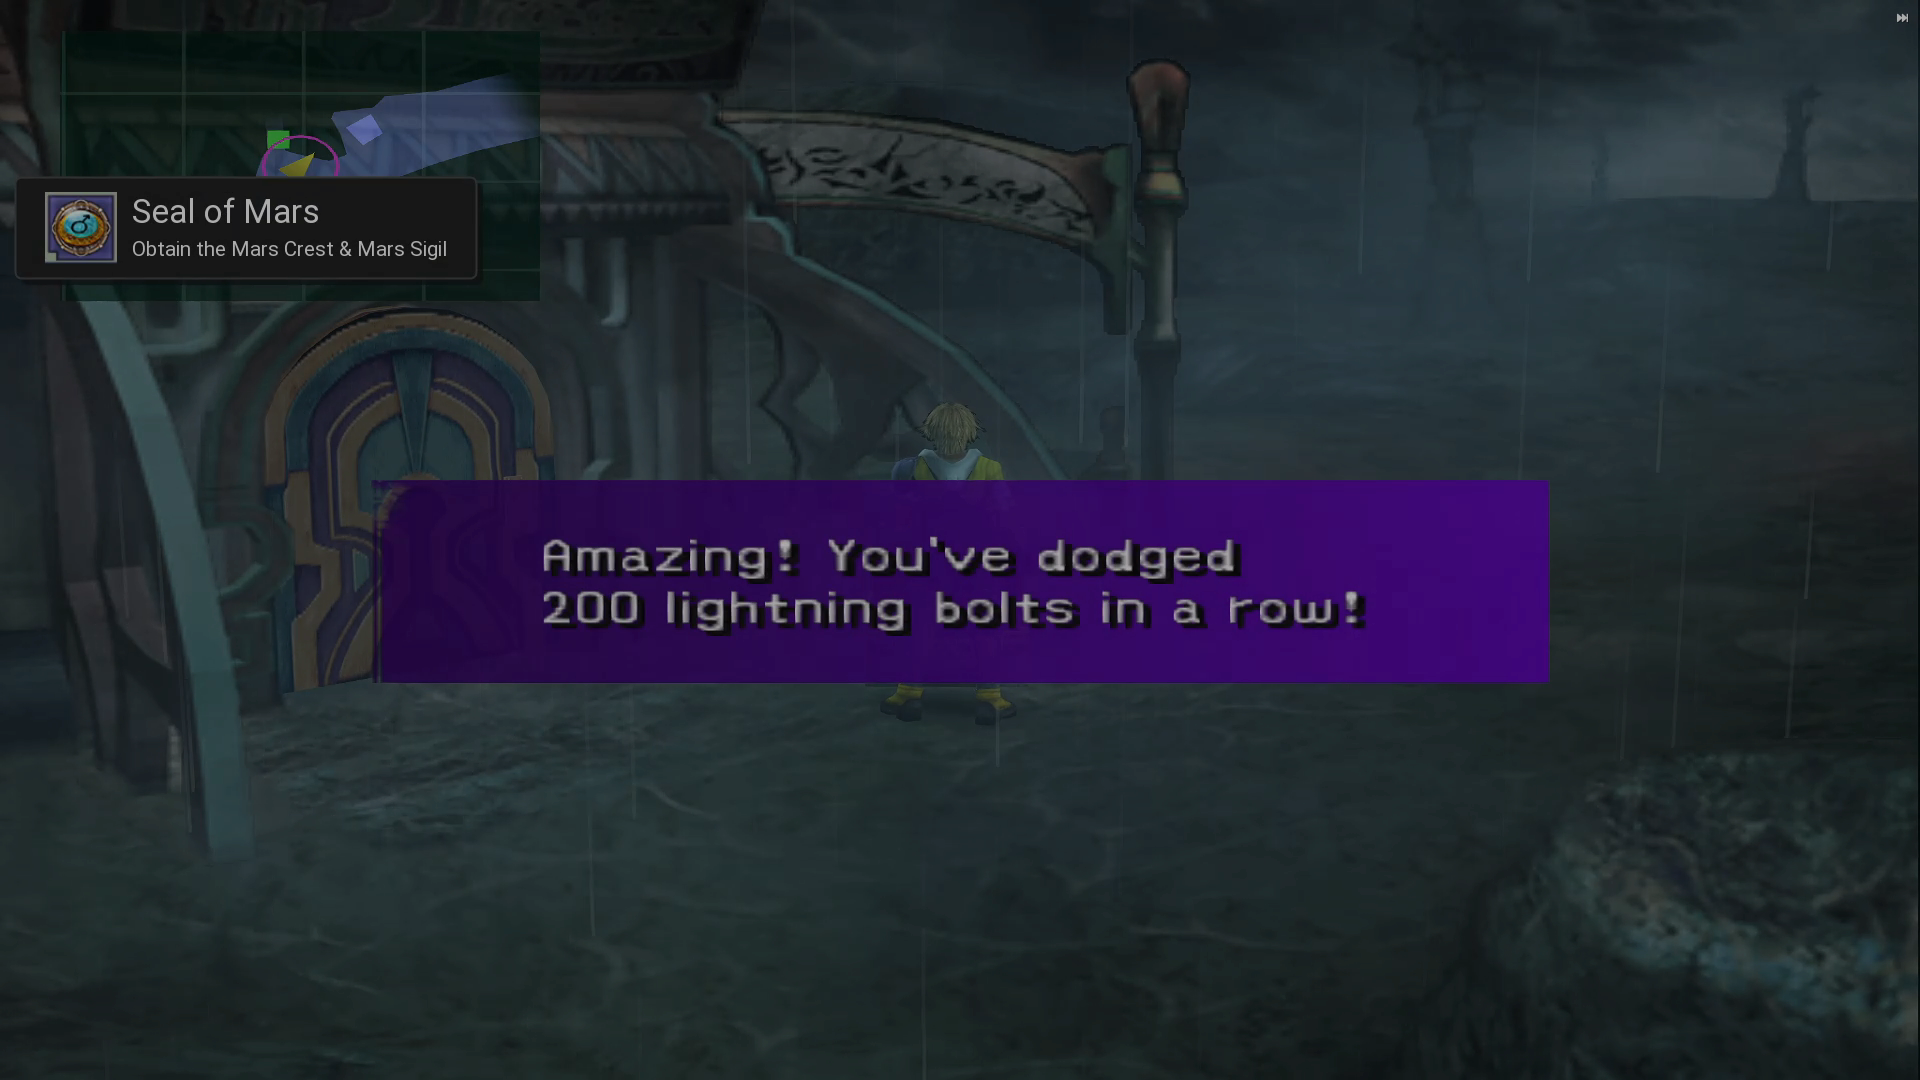 Seal of Mars
Obtain the Mars Crest & Mars Sigil
Amazing! You've dodged
200 lightning bolts in a row!